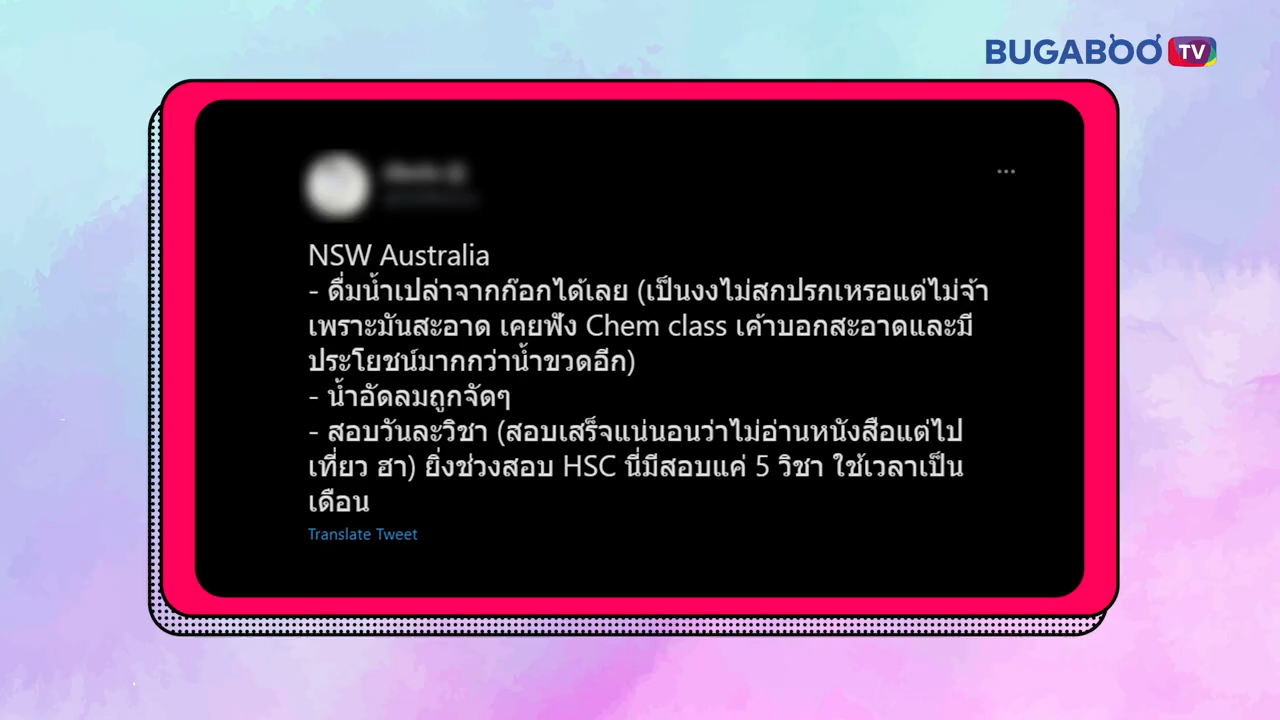 BUGABOO TV
NSW Australia
- ดื่มน้ำเปล่าจากก๊อกได้เลย (เป็นงงไม่สกปรกเหรอแต่ไม่จ้า
เพราะมันสะอาด เคยฟัง Chem class เค้าบอกสะอาดและมี
ประโยชน์มากกว่าน้ำขวดอีก)
- น้ำอัดลมถูกจัดๆ
- สอบวันละวิชา (สอบเสร็จแน่นอนว่าไม่อ่านหนังสือแต่ไป
เที่ยว ฮา) ยิ่งช่วงสอบ HSC นี่มีสอบแค่ 5 วิชา ใช้เวลาเป็น
เดือน
Translate Tweet